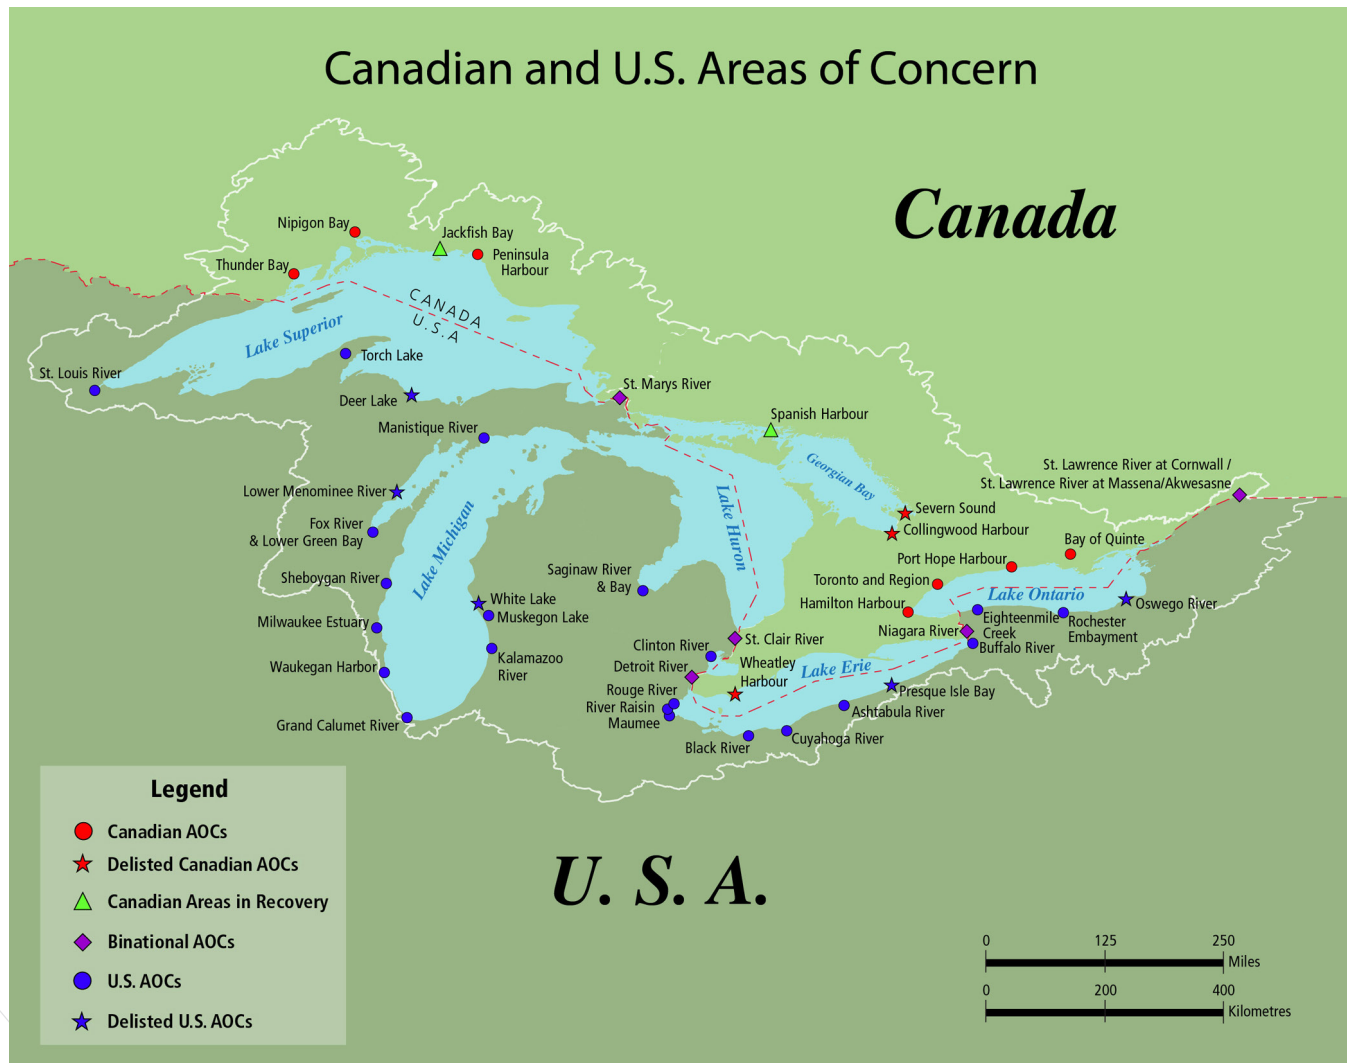 Canadian and U.S. Areas of Concern
Canada
Nipigon Bay
Jackfish Bay
Peninsula
Harbour
Thunder Bay
CANADA
U.S.A
Lake Superior
Torch Lake
St. Louis River
Deer Lake
St. Marys River
Manistique River
Spanish Harbour
Georgian Bay
St. Lawrence River at Cornwall /
St. Lawrence River at Massena/Akwesasne
Lower Menominee River
Lake Michigan
Lake Huron
Severn Sound
Collingwood Harbour
Fox River
& Lower Green Bay
Bay of Quinte
Port Hope Harbour
Saginaw River
& Bay
Toronto and Region
Sheboygan River
Lake Ontario
White Lake
Hamilton Harbour
Oswego River
Muskegon Lake
Milwaukee Estuary
Eighteenmile
Creek
Rochester
Embayment
Niagara River
St. Clair River
Clinton River
Buffalo River
Kalamazoo
River
Waukegan Harbor
Detroit River
Wheatley
Harbour
Lake Erie
Rouge River
Presque Isle Bay
River Raisin
Ashtabula River
Maumee
Grand Calumet River
Black River
Cuyahoga River
U. S. A.
Legend
Canadian AOCs
Delisted Canadian AOCs
Canadian Areas in Recovery
Binational AOCs
U.S. AOCs
Delisted U.S. AOCs
0 125 250
Miles
0 200 400
Kilometres